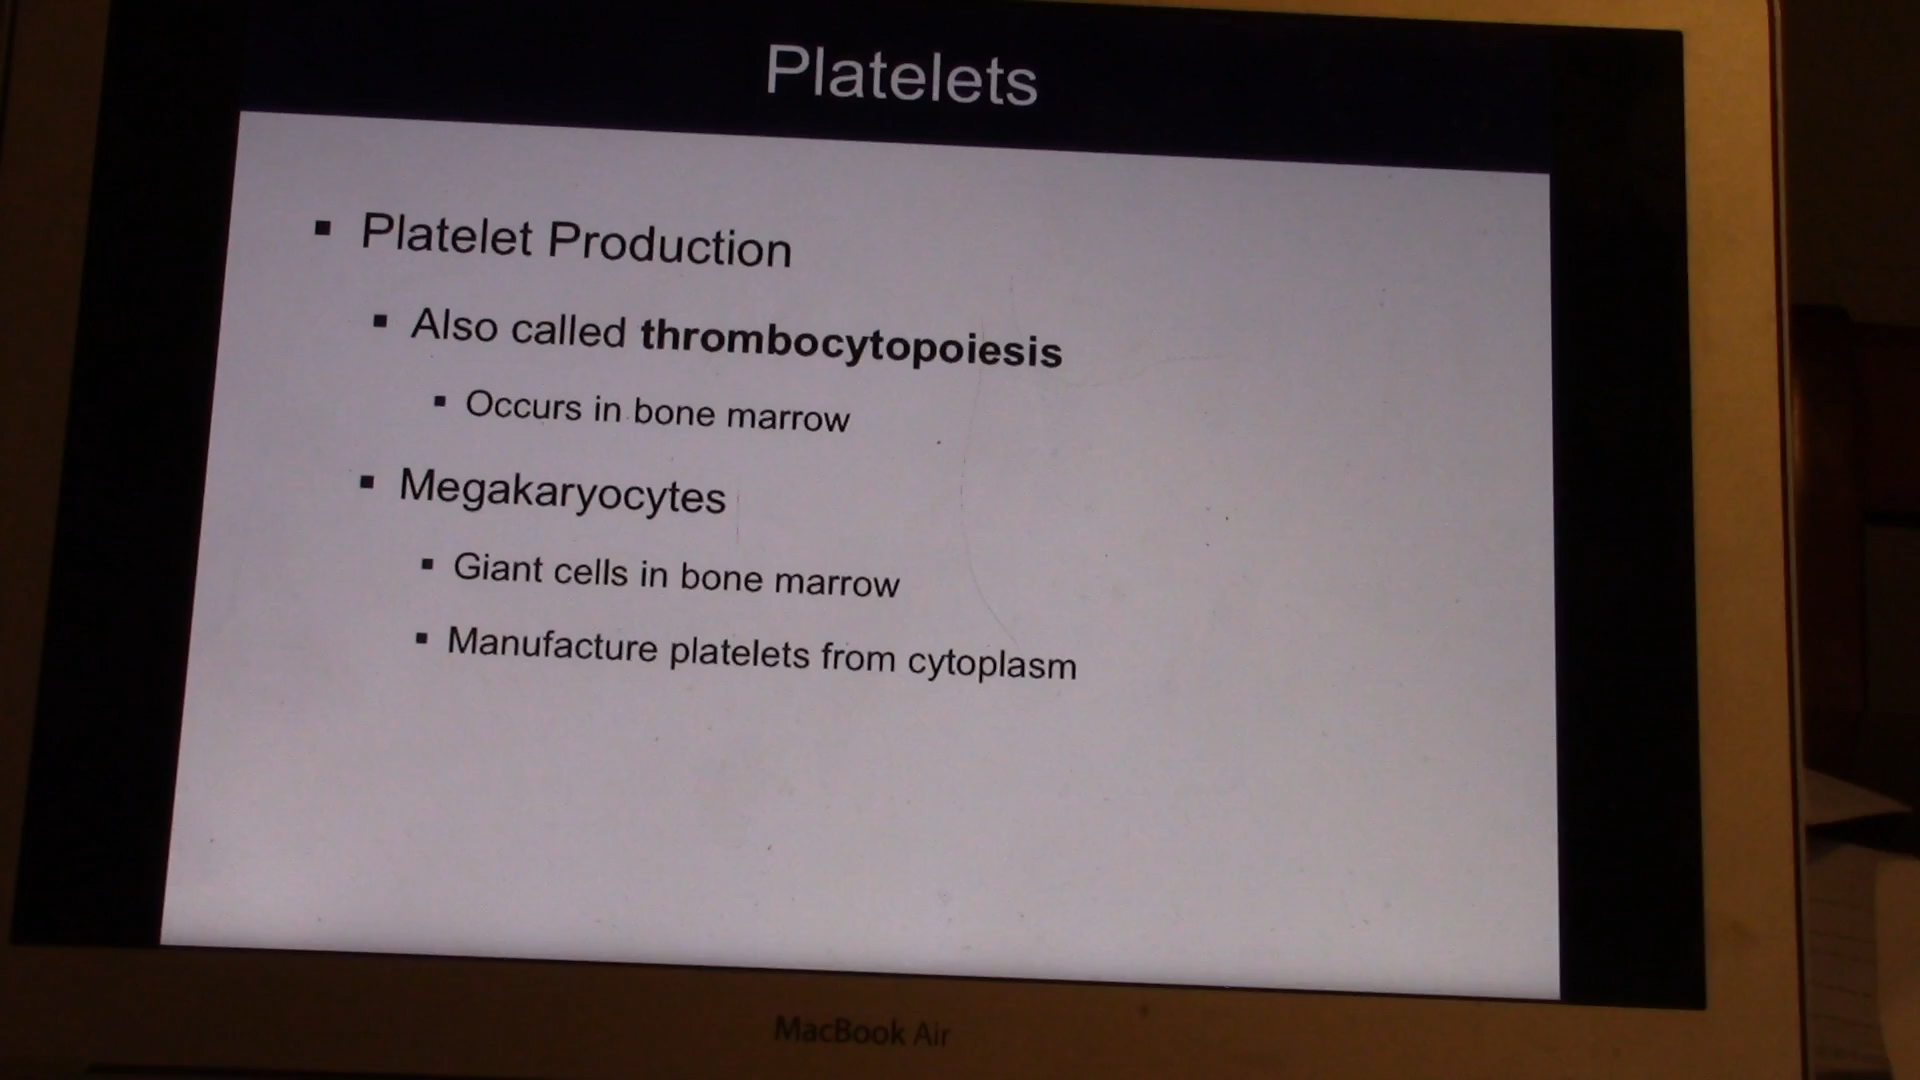 Platelets
▪ Platelet Production
▪ Also called thrombocytopoiesis
▪ Occurs in bone marrow
▪ Megakaryocytes
▪ Giant cells in bone marrow
▪ Manufacture platelets from cytoplasm
MacBook Air